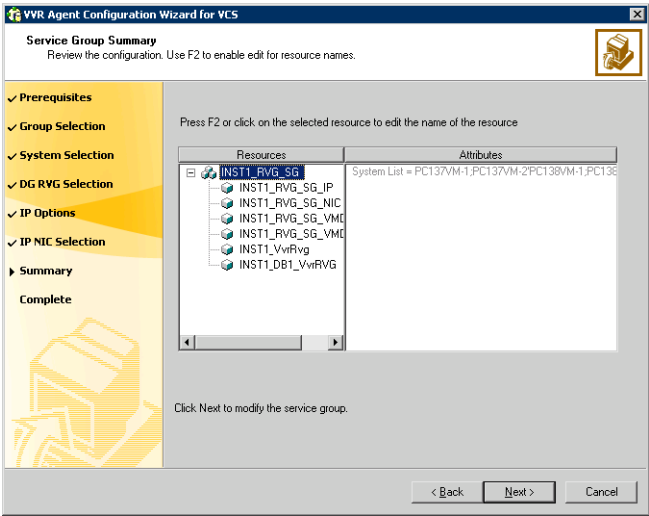 VVR Agent Configuration Wizard for VCS
Service Group Summary
Review the configuration. Use F2 to enable edit for resource names.
Prerequisites
Group Selection
System Selection
DG RVG Selection
IP Options
IP NIC Selection
Summary
Complete
Press F2 or click on the selected resource to edit the name of the resource
Resources
Attributes
INST1_RVG_SG
System List = PC137VM-1;PC137VM-2'PC138VM-1;PC138
INST1_RVG_SG_IP
INST1_RVG_SG_NIC
INST1_RVG_SG_VMD
INST1_RVG_SG_VMD
INST1_VvrRvg
INST1_DB1_VvrRVG
Click Next to modify the service group.
< Back
Next >
Cancel